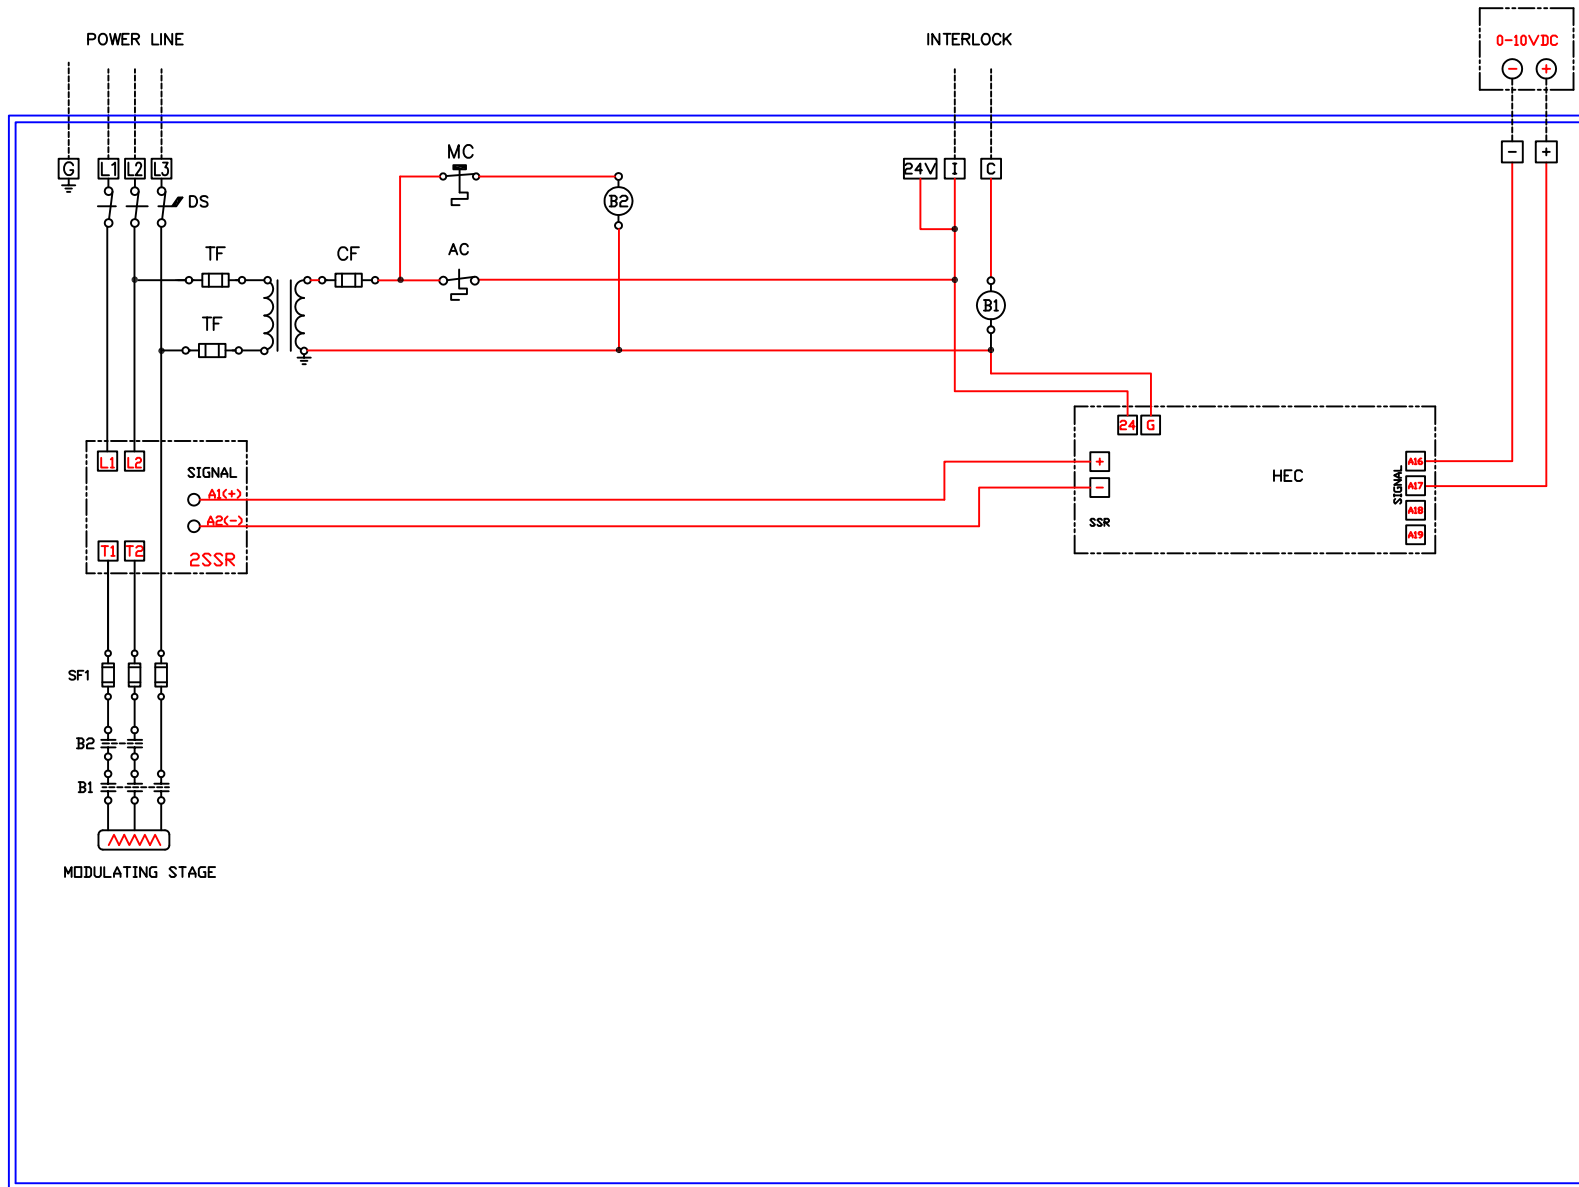 POWER LINE
INTERLOCK
0-10VDC
- +
G L1 L2 L3
MC
24V I C
- +
DS
B2
TF CF AC
B1
TF
24 G
L1 L2
SIGNAL
+
A1(+)
-
A2(-)
HEC
SIGNAL
A16
A17
A18
A19
SSR
T1 T2
2SSR
SF1
B2
B1
MODULATING STAGE